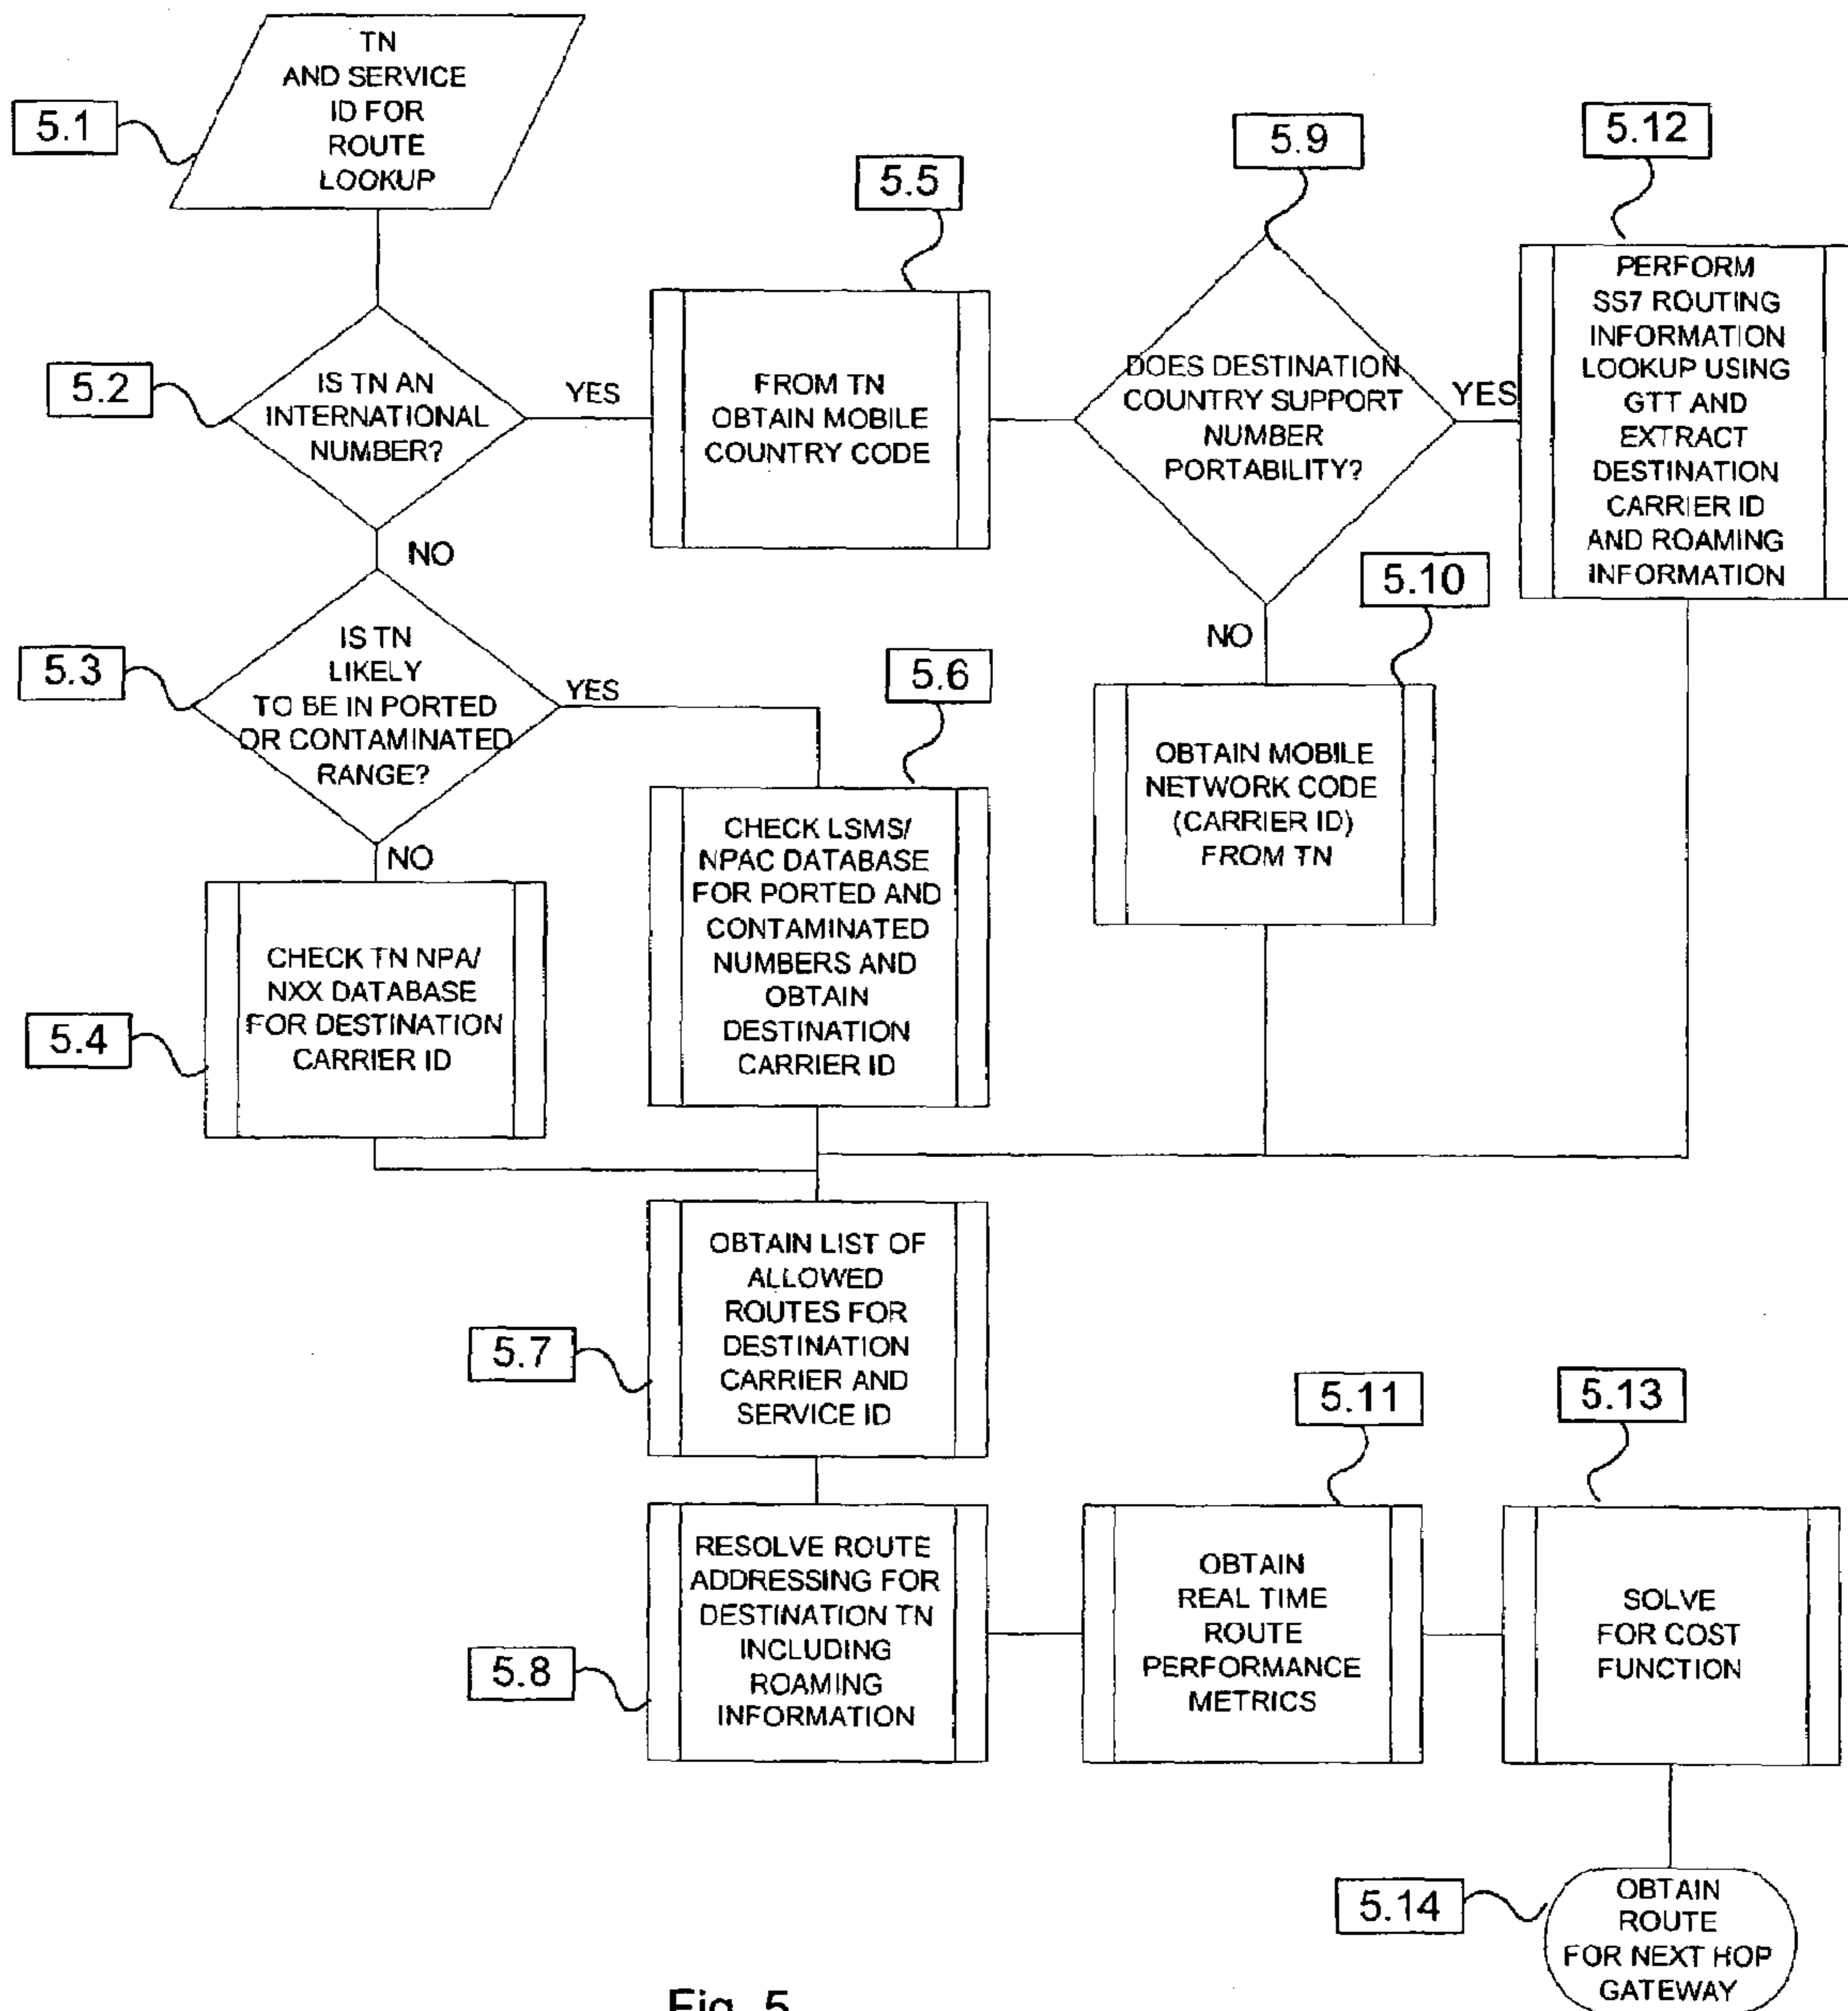 TN
AND SERVICE
ID FOR
ROUTE
LOOKUP
5.1
5.2
IS TN AN
INTERNATIONAL
NUMBER?
YES
NO
5.5
FROM TN
OBTAIN MOBILE
COUNTRY CODE
5.9
DOES DESTINATION
COUNTRY SUPPORT
NUMBER
PORTABILITY?
YES
NO
5.12
PERFORM
SS7 ROUTING
INFORMATION
LOOKUP USING
GTT AND
EXTRACT
DESTINATION
CARRIER ID
AND ROAMING
INFORMATION
5.3
IS TN
LIKELY
TO BE IN PORTED
OR CONTAMINATED
RANGE?
YES
NO
5.6
CHECK LSMS/
NPAC DATABASE
FOR PORTED AND
CONTAMINATED
NUMBERS AND
OBTAIN
DESTINATION
CARRIER ID
5.10
OBTAIN MOBILE
NETWORK CODE
(CARRIER ID)
FROM TN
5.4
CHECK TN NPA/
NXX DATABASE
FOR DESTINATION
CARRIER ID
5.7
OBTAIN LIST OF
ALLOWED
ROUTES FOR
DESTINATION
CARRIER AND
SERVICE ID
5.8
RESOLVE ROUTE
ADDRESSING FOR
DESTINATION TN
INCLUDING
ROAMING
INFORMATION
5.11
OBTAIN
REAL TIME
ROUTE
PERFORMANCE
METRICS
5.13
SOLVE
FOR COST
FUNCTION
5.14
OBTAIN
ROUTE
FOR NEXT HOP
GATEWAY
Fig. 5